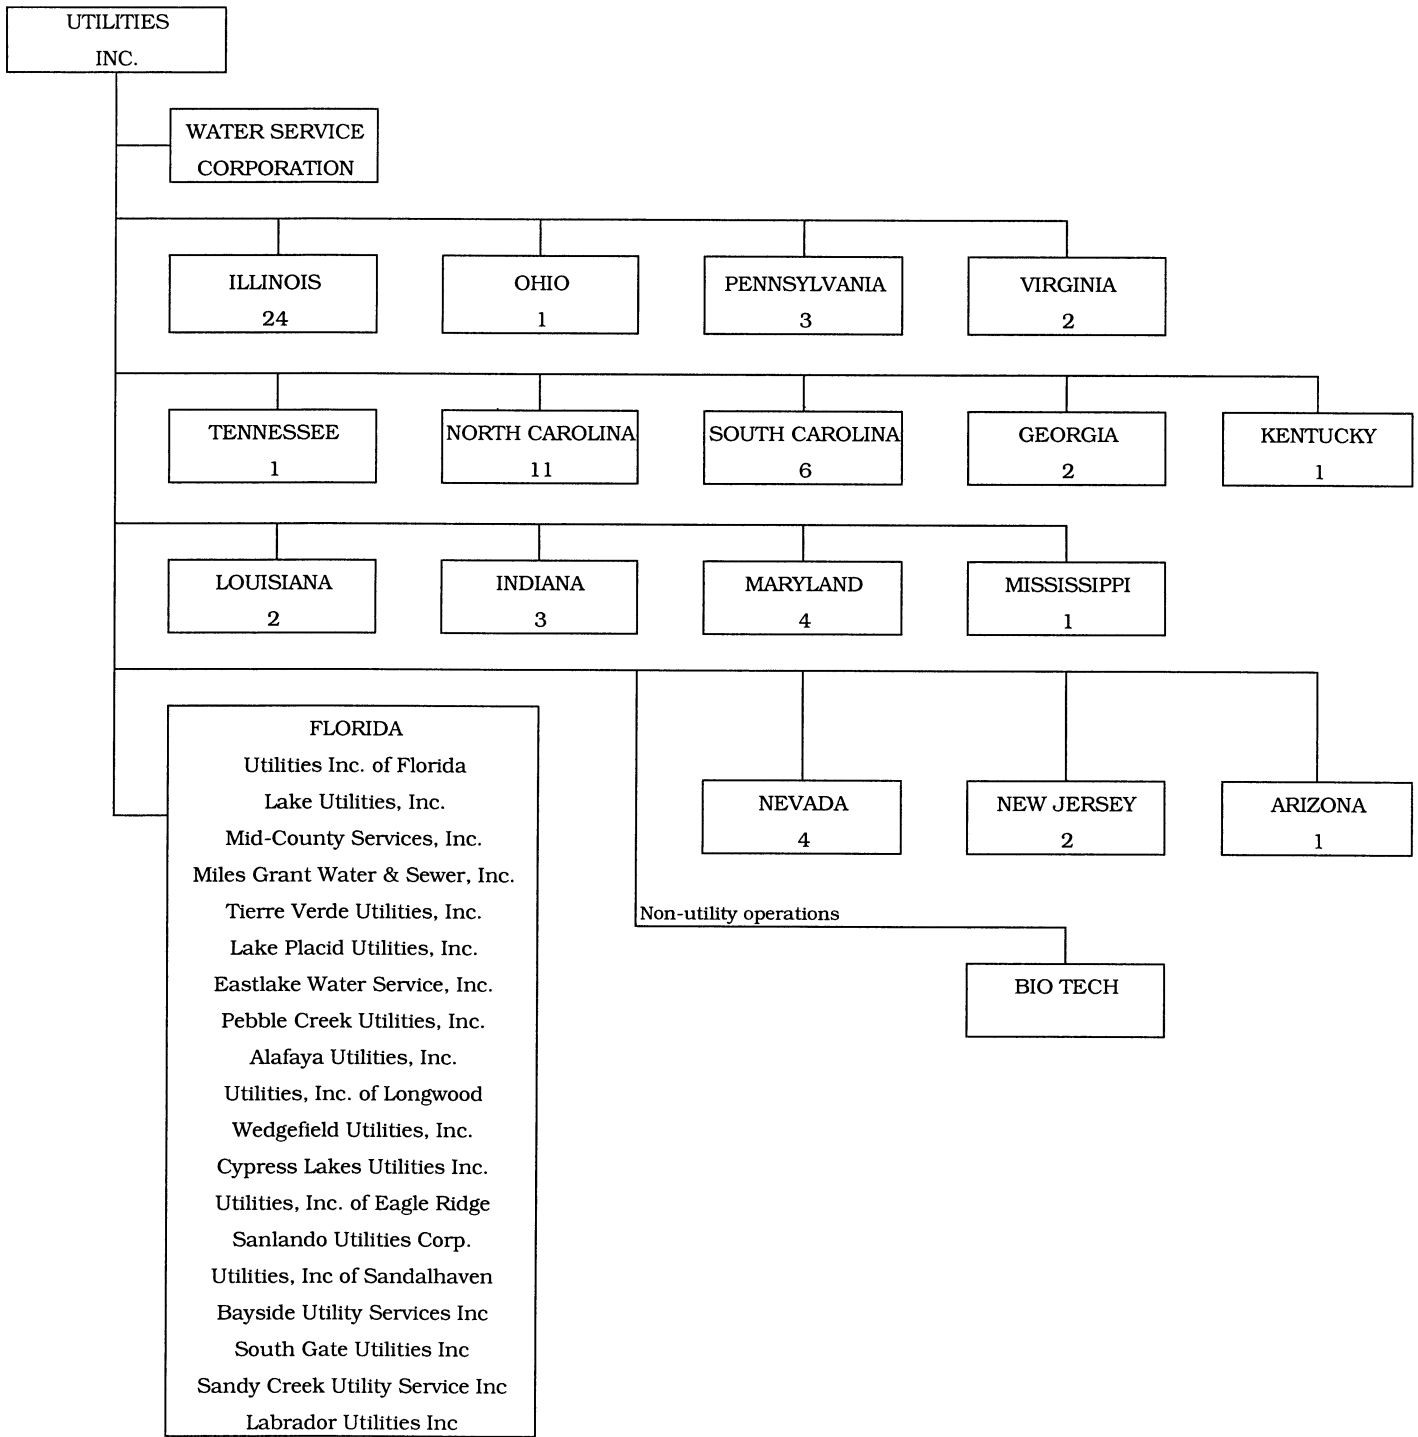 UTILITIES
INC.
WATER SERVICE
CORPORATION
ILLINOIS
24
OHIO
1
PENNSYLVANIA
3
VIRGINIA
2
TENNESSEE
1
NORTH CAROLINA
11
SOUTH CAROLINA
6
GEORGIA
2
KENTUCKY
1
LOUISIANA
2
INDIANA
3
MARYLAND
4
MISSISSIPPI
1
FLORIDA
Utilities Inc. of Florida
Lake Utilities, Inc.
Mid-County Services, Inc.
Miles Grant Water & Sewer, Inc.
Tierre Verde Utilities, Inc.
Lake Placid Utilities, Inc.
Eastlake Water Service, Inc.
Pebble Creek Utilities, Inc.
Alafaya Utilities, Inc.
Utilities, Inc. of Longwood
Wedgefield Utilities, Inc.
Cypress Lakes Utilities Inc.
Utilities, Inc. of Eagle Ridge
Sanlando Utilities Corp.
Utilities, Inc of Sandalhaven
Bayside Utility Services Inc
South Gate Utilities Inc
Sandy Creek Utility Service Inc
Labrador Utilities Inc
NEVADA
4
NEW JERSEY
2
ARIZONA
1
Non-utility operations
BIO TECH